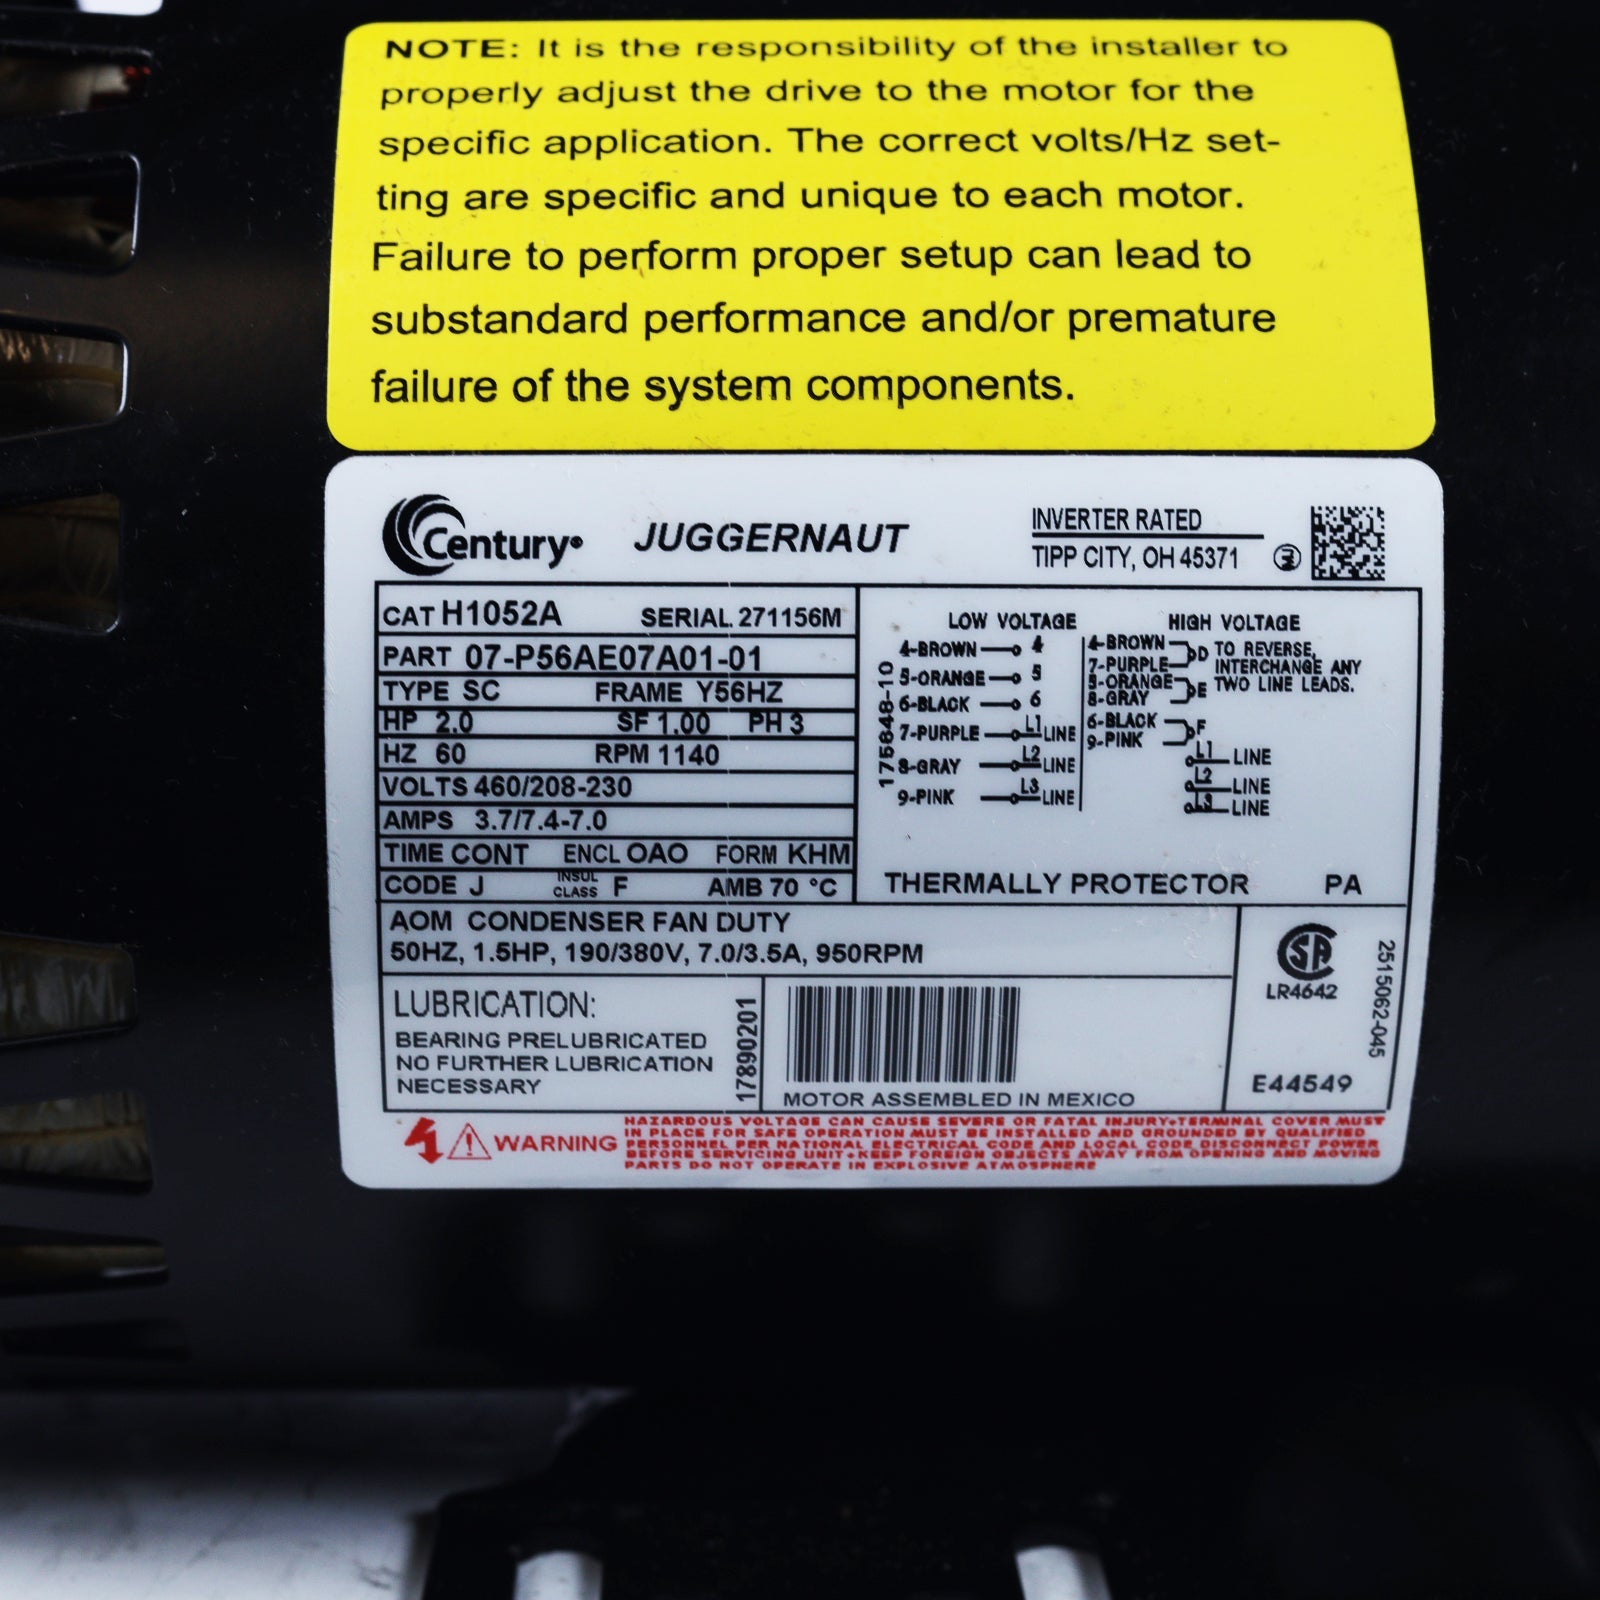 NOTE: It is the responsibility of the installer to
properly adjust the drive to the motor for the
specific application. The correct volts/Hz set-
ting are specific and unique to each motor.
Failure to perform proper setup can lead to
substandard performance and/or premature
failure of the system components.
Century
JUGGERNAUT
INVERTER RATED
TIPP CITY, OH 45371
CAT H1052A SERIAL 271156M
PART 07-P56AE07A01-01
TYPE SC FRAME Y56HZ
HP 2.0 SF 1.00 PH 3
HZ 60 RPM 1140
VOLTS 460/208-230
AMPS 3.7/7.4-7.0
TIME CONT ENCL OAO FORM KHM
CODE J INSUL CLASS F AMB 70 °C
175648-10
LOW VOLTAGE
4-BROWN 4
5-ORANGE 5
6-BLACK 6
7-PURPLE L1 LINE
8-GRAY L2 LINE
9-PINK L3 LINE
HIGH VOLTAGE
4-BROWN
7-PURPLE D
5-ORANGE
8-GRAY E
6-BLACK
9-PINK F
L1 LINE
L2 LINE
L3 LINE
TO REVERSE,
INTERCHANGE ANY
TWO LINE LEADS.
THERMALLY PROTECTOR PA
AOM CONDENSER FAN DUTY
50HZ, 1.5HP, 190/380V, 7.0/3.5A, 950RPM
LUBRICATION:
BEARING PRELUBRICATED
NO FURTHER LUBRICATION
NECESSARY
17890201
MOTOR ASSEMBLED IN MEXICO
SA
LR4642
E44549
2515062-045
WARNING
HAZARDOUS VOLTAGE CAN CAUSE SEVERE OR FATAL INJURY•TERMINAL COVER MUST
IN PLACE FOR SAFE OPERATION MUST BE INSTALLED AND GROUNDED BY QUALIFIED
PERSONNEL PER NATIONAL ELECTRICAL CODE AND LOCAL CODE DISCONNECT POWER
BEFORE SERVICING UNIT•KEEP FOREIGN OBJECTS AWAY FROM OPENING AND MOVING
PARTS DO NOT OPERATE IN EXPLOSIVE ATMOSPHERE